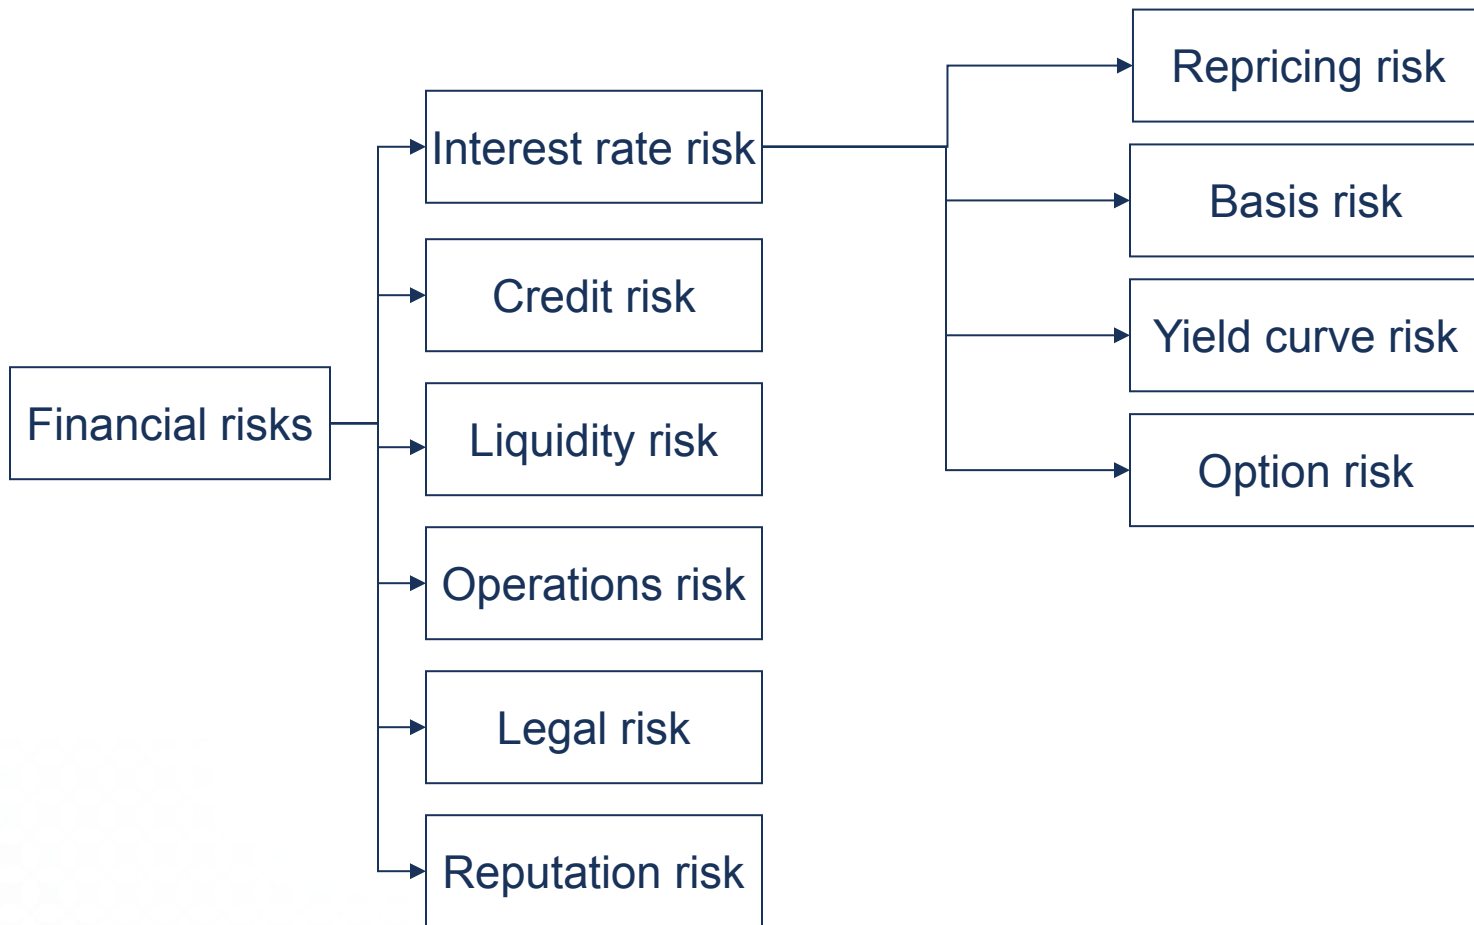 Financial risks
Interest rate risk
Credit risk
Liquidity risk
Operations risk
Legal risk
Reputation risk
Repricing risk
Basis risk
Yield curve risk
Option risk